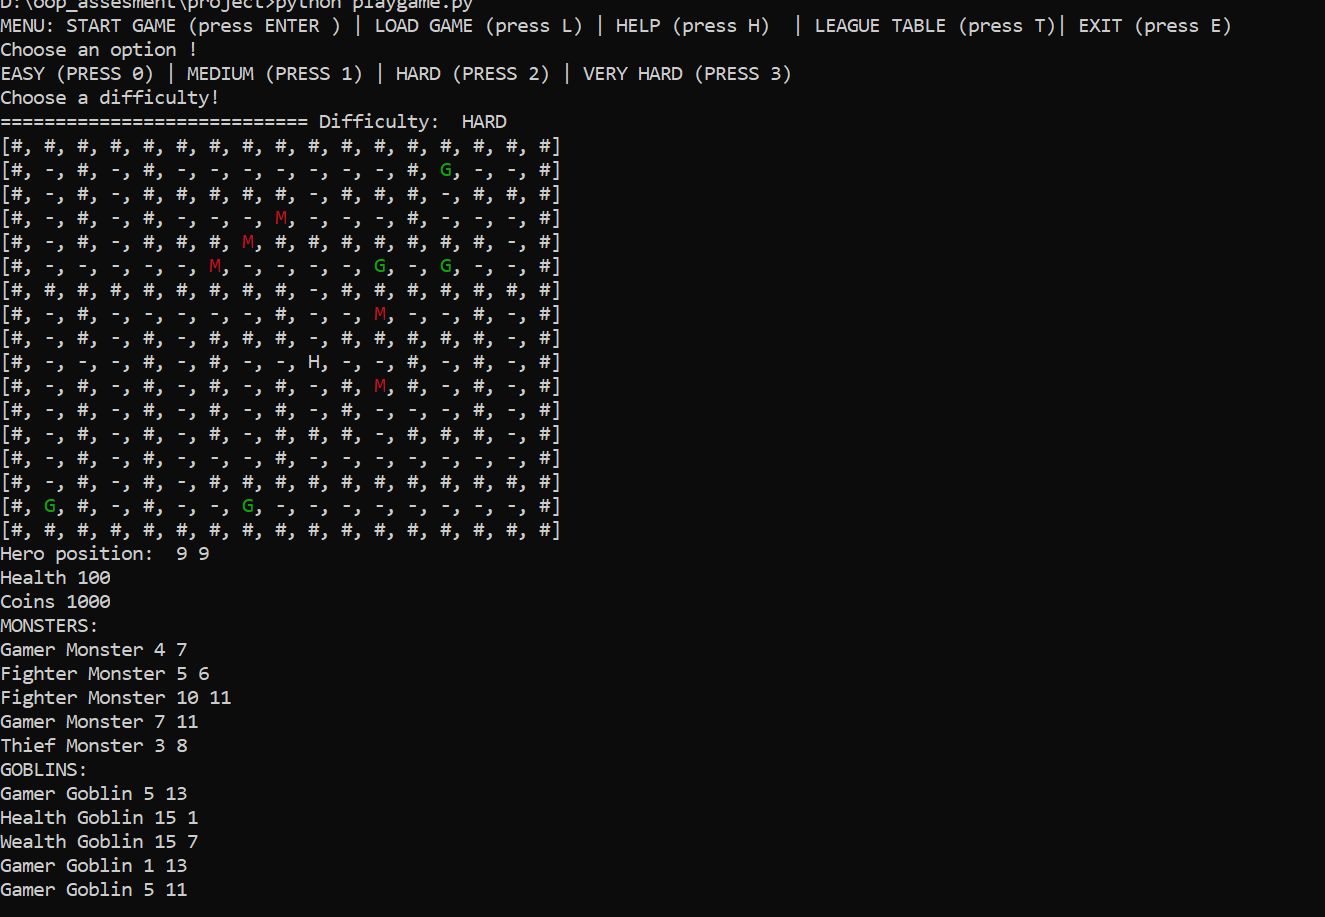 D:\oop_assesment\project>python playgame.py
MENU: START GAME (press ENTER ) | LOAD GAME (press L) | HELP (press H)  | LEAGUE TABLE (press T)| EXIT (press E)
Choose an option !
EASY (PRESS 0) | MEDIUM (PRESS 1) | HARD (PRESS 2) | VERY HARD (PRESS 3)
Choose a difficulty!
============================ Difficulty:  HARD
[#, #, #, #, #, #, #, #, #, #, #, #, #, #, #, #, #]
[#, -, #, -, #, -, -, -, -, -, -, -, #, G, -, -, #]
[#, -, #, -, #, #, #, #, #, -, #, #, #, -, #, #, #]
[#, -, #, -, #, -, -, -, M, -, -, -, #, -, -, -, #]
[#, -, #, -, #, #, #, M, #, #, #, #, #, #, #, -, #]
[#, -, -, -, -, -, M, -, -, -, -, G, -, G, -, -, #]
[#, #, #, #, #, #, #, #, #, -, #, #, #, #, #, #, #]
[#, -, #, -, -, -, -, -, #, -, -, M, -, -, #, -, #]
[#, -, #, -, #, -, #, #, #, -, #, #, #, #, #, -, #]
[#, -, -, -, #, -, #, -, -, H, -, -, #, -, #, -, #]
[#, -, #, -, #, -, #, -, #, -, #, M, #, -, #, -, #]
[#, -, #, -, #, -, #, -, #, -, #, -, -, -, #, -, #]
[#, -, #, -, #, -, #, -, #, #, #, -, #, #, #, -, #]
[#, -, #, -, #, -, -, -, #, -, -, -, -, -, -, -, #]
[#, -, #, -, #, -, #, #, #, #, #, #, #, #, #, #, #]
[#, G, #, -, #, -, -, G, -, -, -, -, -, -, -, -, #]
[#, #, #, #, #, #, #, #, #, #, #, #, #, #, #, #, #]
Hero position:  9 9
Health 100
Coins 1000
MONSTERS:
Gamer Monster 4 7
Fighter Monster 5 6
Fighter Monster 10 11
Gamer Monster 7 11
Thief Monster 3 8
GOBLINS:
Gamer Goblin 5 13
Health Goblin 15 1
Wealth Goblin 15 7
Gamer Goblin 1 13
Gamer Goblin 5 11